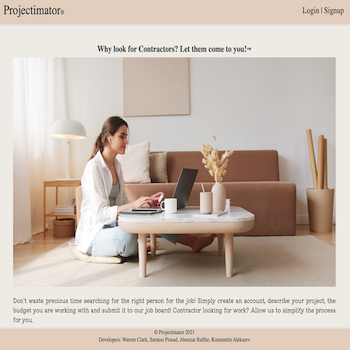 Projectimator®
Login | Signup
Why look for Contractors? Let them come to you!™
Don't waste precious time searching for the right person for the job! Simply create an account, describe your project, the
budget you are working with and submit it to our job board! Contractor looking for work? Allow us to simplify the process
for you.
© Projectimator 2021
Developers: Warren Clark, Sarmou Prasad, Abouzar Raffee, Konstantin Alekseev